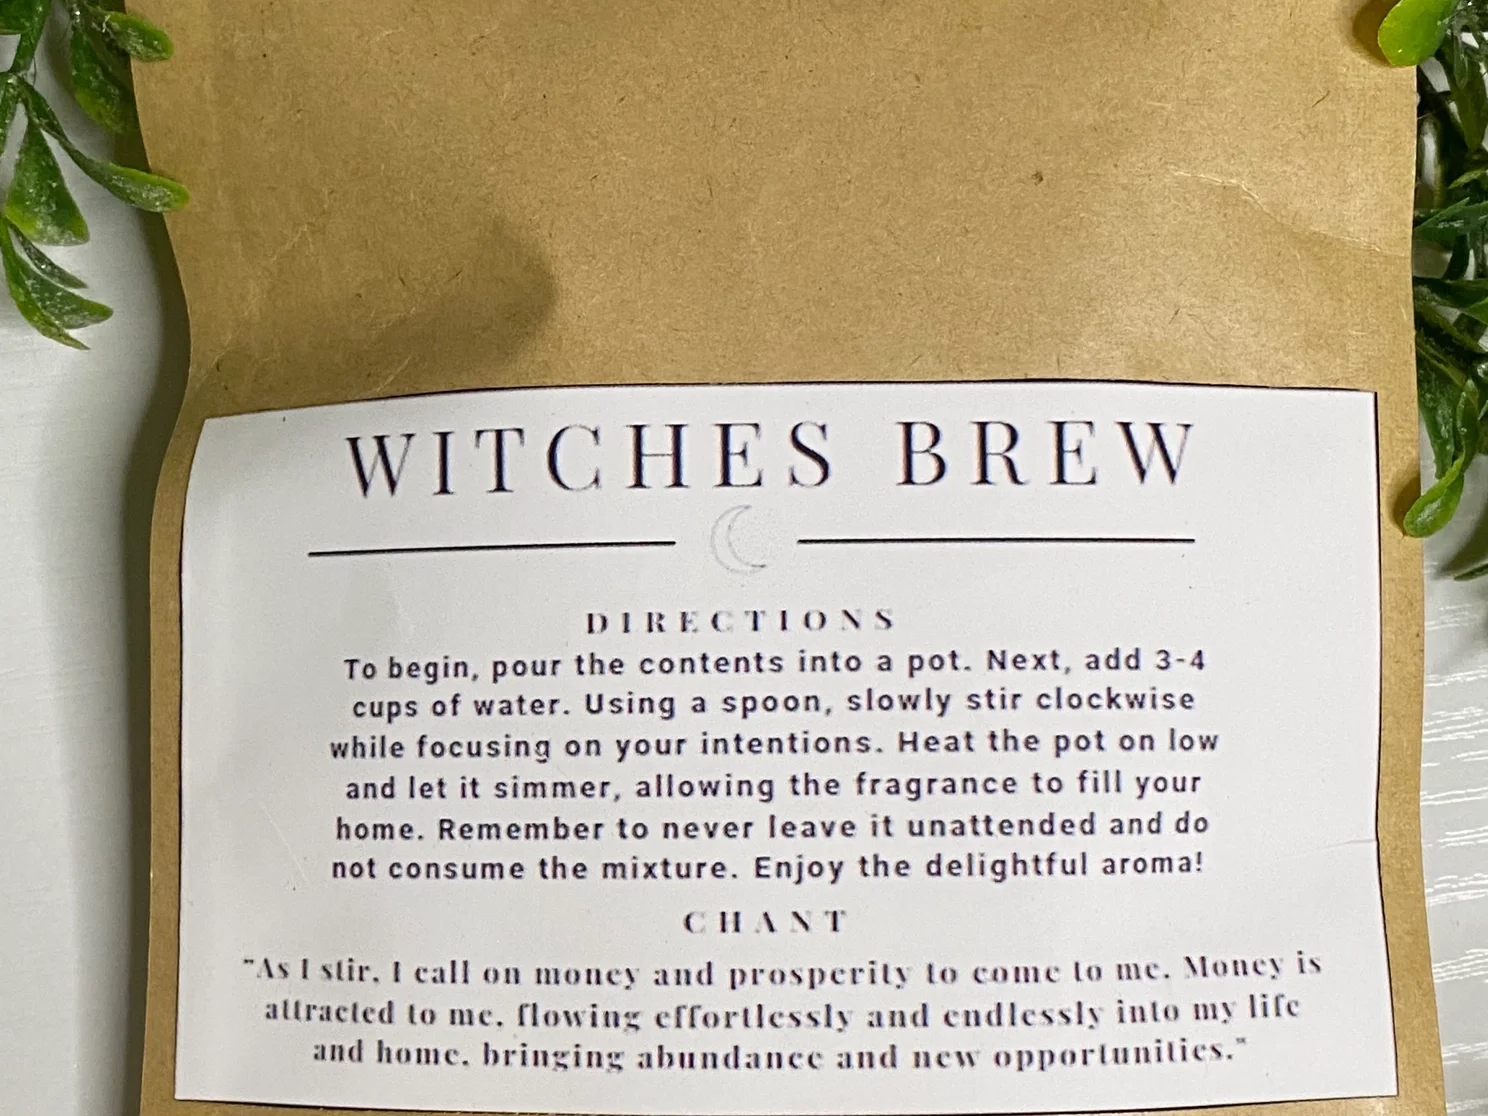 WITCHES BREW
DIRECTIONS
To begin, pour the contents into a pot. Next, add 3-4
cups of water. Using a spoon, slowly stir clockwise
while focusing on your intentions. Heat the pot on low
and let it simmer, allowing the fragrance to fill your
home. Remember to never leave it unattended and do
not consume the mixture. Enjoy the delightful aroma!
CHANT
"As I stir, I call on money and prosperity to come to me. Money is
attracted to me, flowing effortlessly and endlessly into my life
and home, bringing abundance and new opportunities."